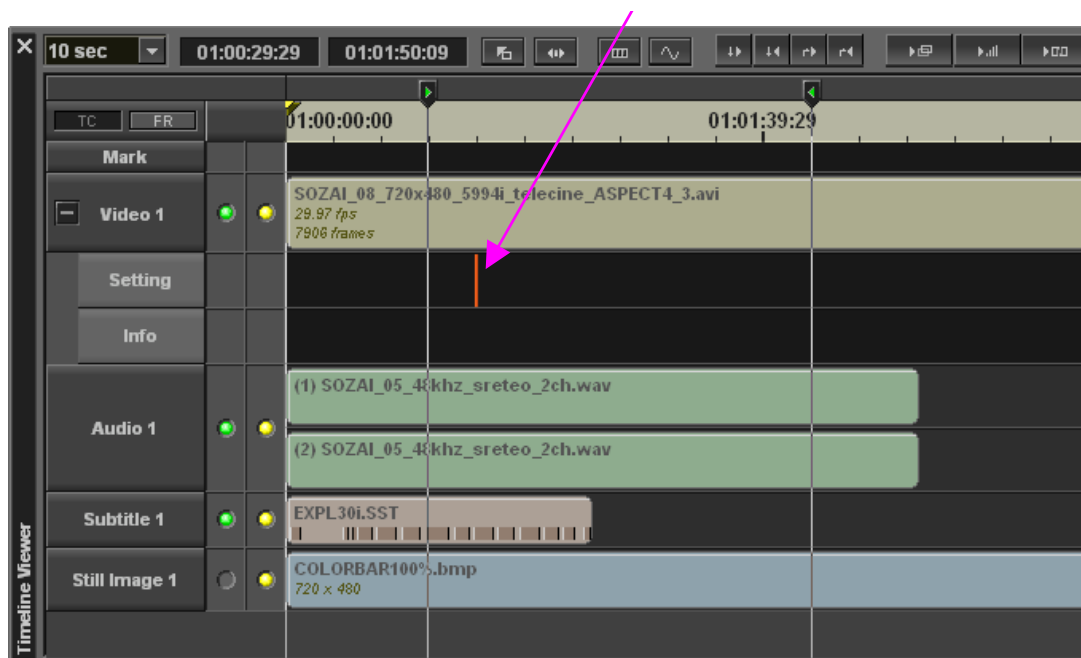 10 sec 01:00:29:29 01:01:50:09
TC FR 01:00:00:00 01:01:39:29
Mark
Video 1
SOZAI_08_720x480_5994i_telecine_ASPECT4_3.avi
29.97 fps
7906 frames
Setting
Info
Audio 1
(1) SOZAI_05_48khz_sreteo_2ch.wav
(2) SOZAI_05_48khz_sreteo_2ch.wav
Subtitle 1
EXPL30i.SST
Still Image 1
COLORBAR100%.bmp
720 x 480
Timeline Viewer